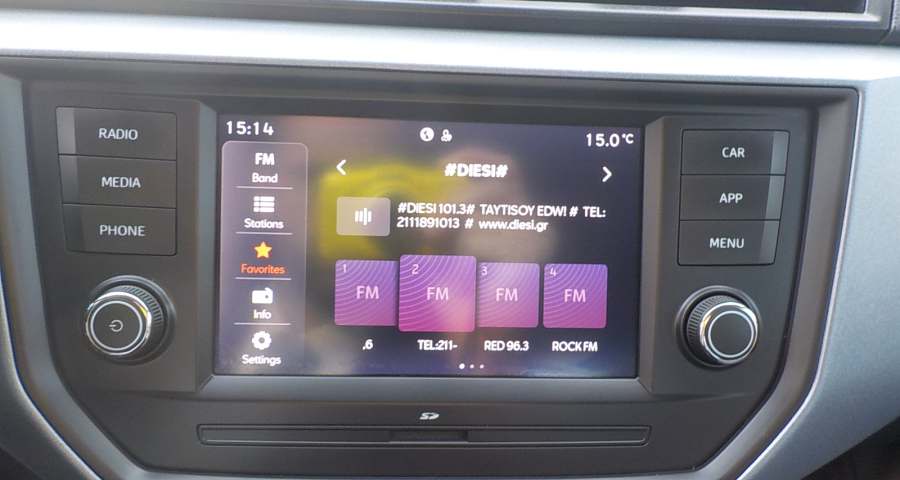 RADIO
MEDIA
PHONE
15:14
15.0°C
FM
Band
Stations
Favorites
Info
Settings
#DIESI#
#DIESI 101.3# TAYTISOY EDW! # TEL:
2111891013 # www.diesi.gr
1 2 3 4
FM FM FM FM
,6 TEL:211- RED 96.3 ROCK FM
CAR
APP
MENU
SD